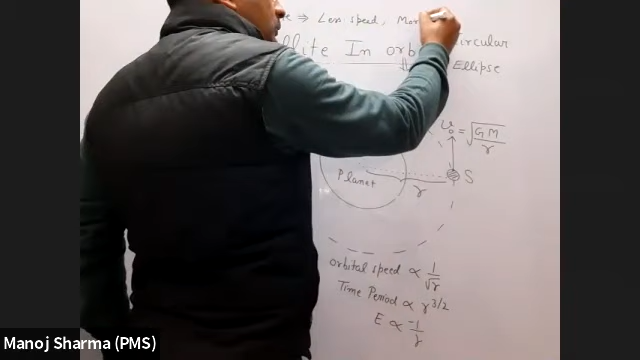 ⇒ Less speed, Mor
llite In orb circular
Ellipse
v₀ = √(GM/r)
S
Planet
r
orbital speed ∝ 1/√r
Time Period ∝ r^3/2
E ∝ -1/r
Manoj Sharma (PMS)